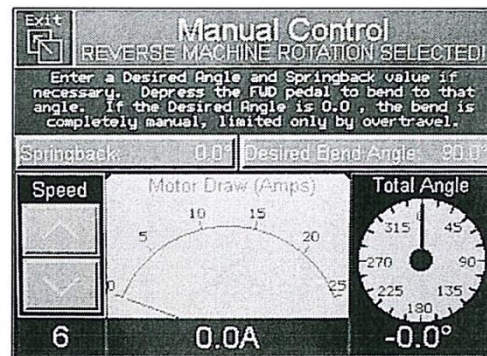 Exit
Manual Control
REVERSE MACHINE ROTATION SELECTED!
Enter a Desired Angle and Springback value if
necessary. Depress the FWD pedal to bend to that
angle. If the Desired Angle is 0.0 , the bend is
completely manual, limited only by overtravel.
Springback: 0.0° Desired Bend Angle: 90.0°
Speed
Motor Draw (Amps)
Total Angle
0 5 10 15 20 25
0 45 90 135 180 225 270 315
6
0.0A
-0.0°